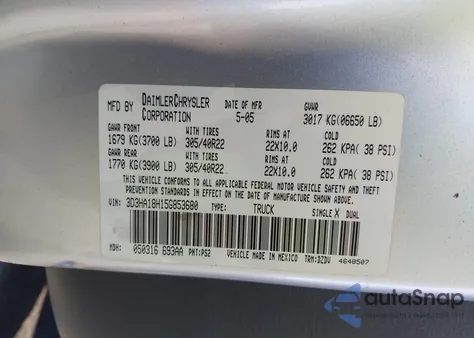 MFD BY DAIMLERCHRYSLER CORPORATION DATE OF MFR 5-05 GVWR 3017 KG(06650 LB)
GAWR FRONT WITH TIRES RIMS AT COLD
1679 KG(3700 LB) 305/40R22 22X10.0 262 KPA( 38 PSI)
GAWR REAR WITH TIRES RIMS AT COLD
1770 KG(3900 LB) 305/40R22 22X10.0 262 KPA( 38 PSI)
THIS VEHICLE CONFORMS TO ALL APPLICABLE FEDERAL MOTOR VEHICLE SAFETY AND THEFT
PREVENTION STANDARDS IN EFFECT ON THE DATE OF MANUFACTURE SHOWN ABOVE.
VIN: 3D3HA18H15G853680 TYPE: TRUCK SINGLE X DUAL
MDH: 050316 693AA PNT:PS2 VEHICLE MADE IN MEXICO TRM:DZDV 4648507
autoSnap